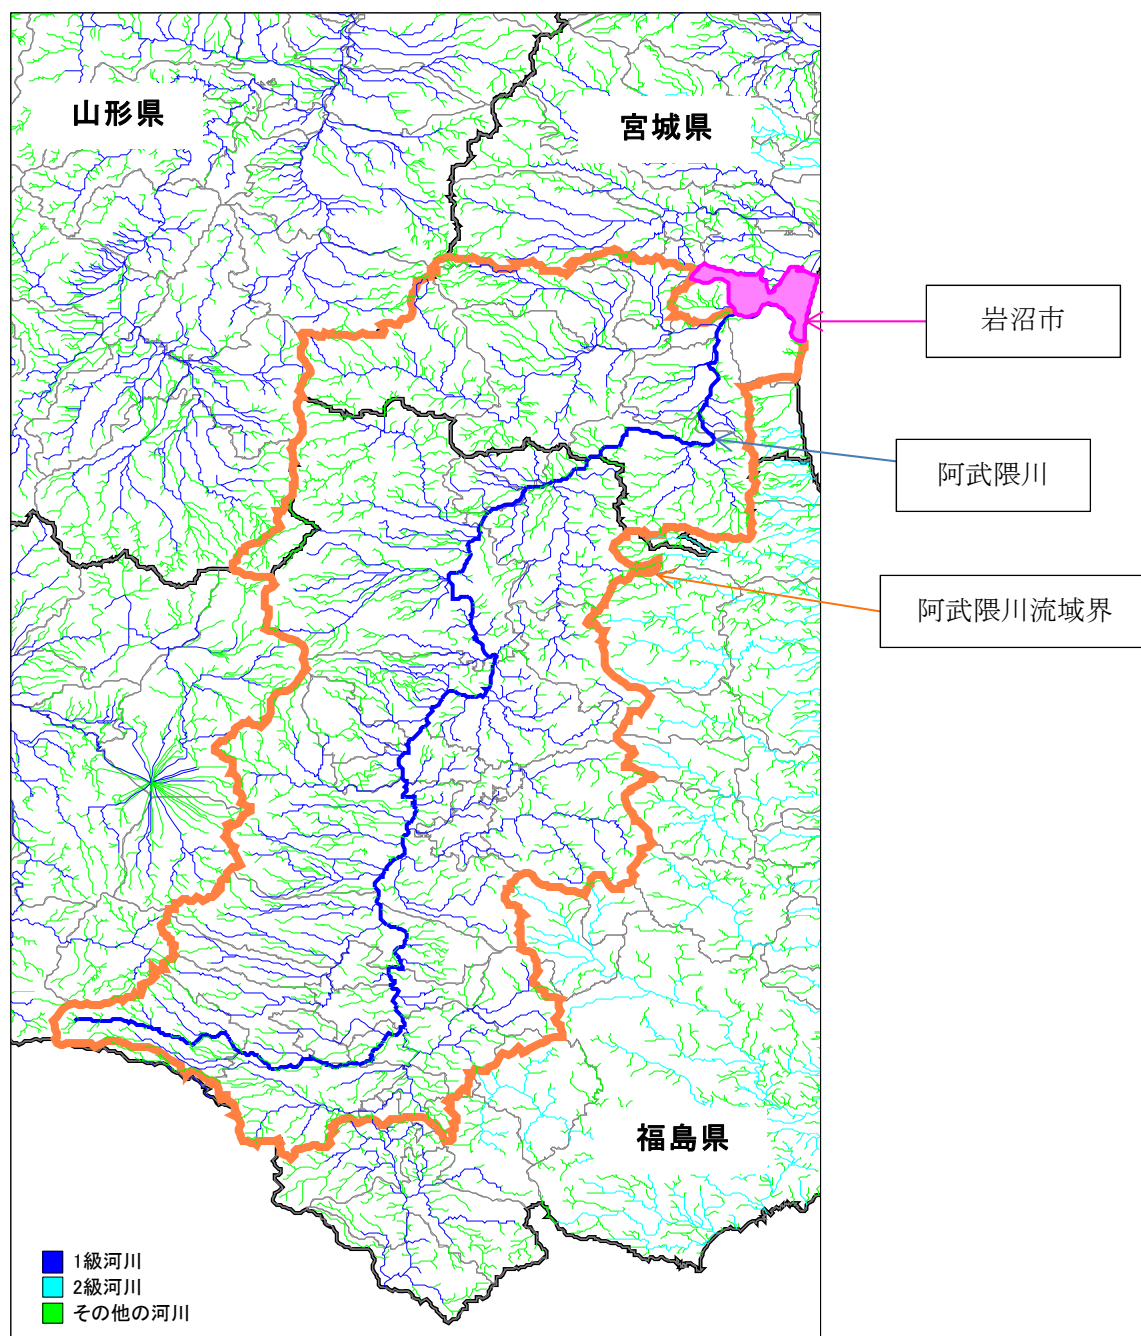 山形県
宮城県
岩沼市
阿武隈川
阿武隈川流域界
福島県
1級河川
2級河川
その他の河川